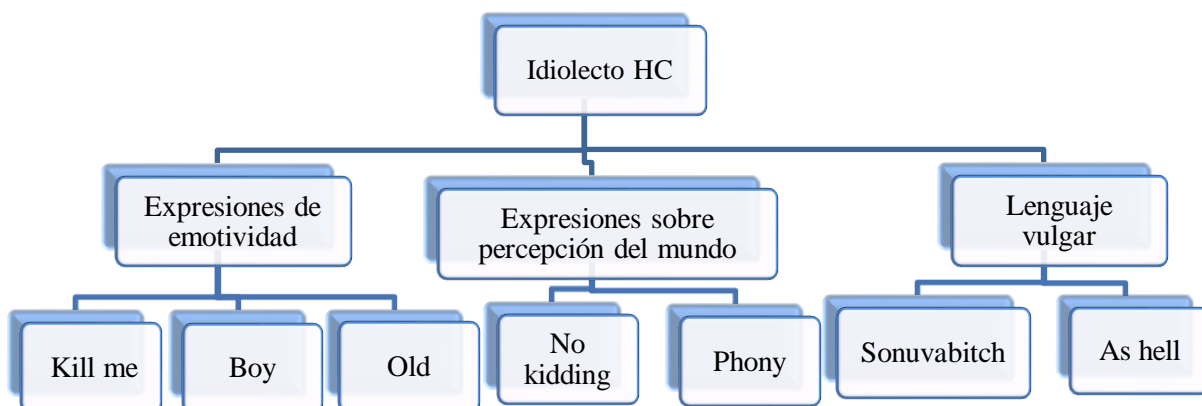 Idiolecto HC
Expresiones de
emotividad
Expresiones sobre
percepción del mundo
Lenguaje
vulgar
Kill me
Boy
Old
No
kidding
Phony
Sonuvabitch
As hell